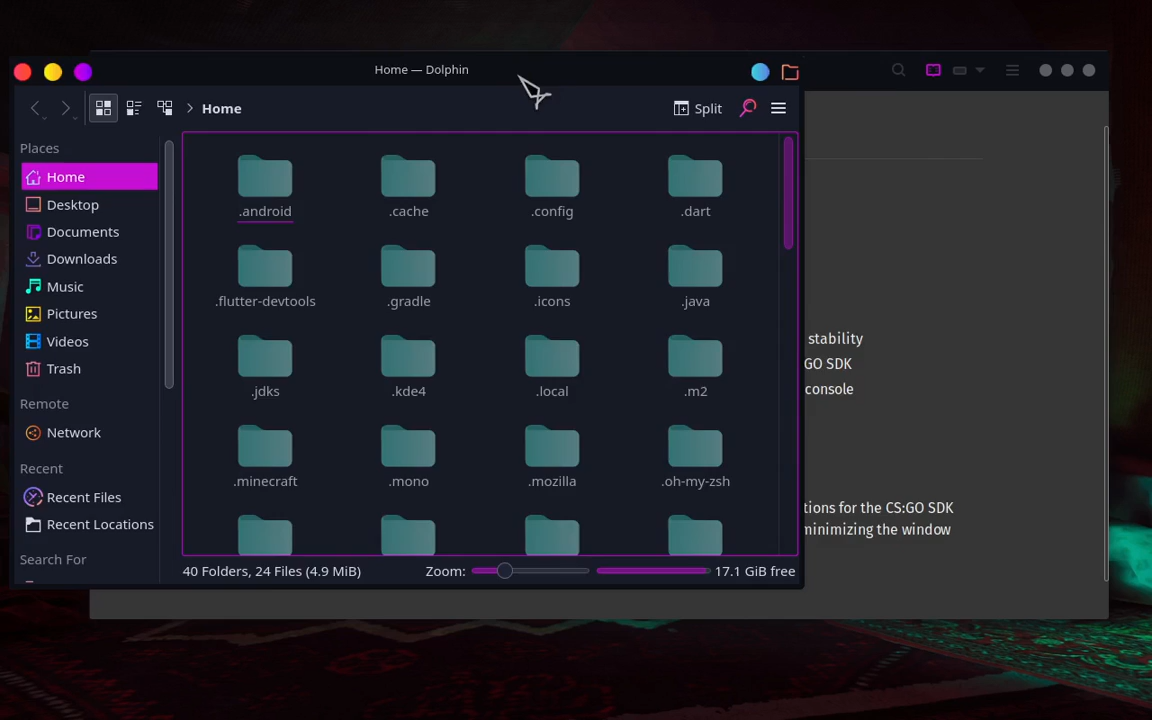 Home — Dolphin
Home
Split
Places
Home
Desktop
Documents
Downloads
Music
Pictures
Videos
Trash
Remote
Network
Recent
Recent Files
Recent Locations
Search For
.android
.cache
.config
.dart
.flutter-devtools
.gradle
.icons
.java
.jdks
.kde4
.local
.m2
.minecraft
.mono
.mozilla
.oh-my-zsh
40 Folders, 24 Files (4.9 MiB)
Zoom:
17.1 GiB free
stability
GO SDK
console
tions for the CS:GO SDK
minimizing the window